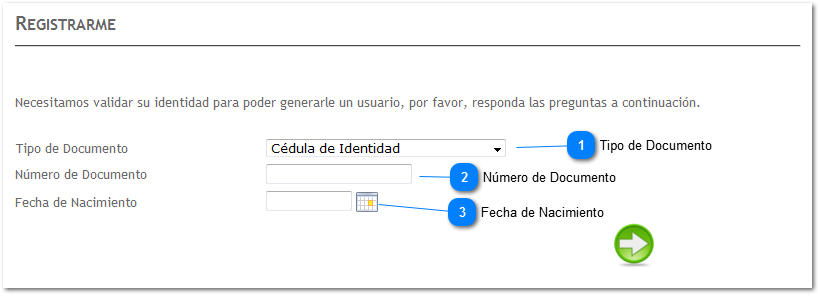 REGISTRARME
Necesitamos validar su identidad para poder generarle un usuario, por favor, responda las preguntas a continuación.
Tipo de Documento Cédula de Identidad 1 Tipo de Documento
Número de Documento 2 Número de Documento
Fecha de Nacimiento 3 Fecha de Nacimiento